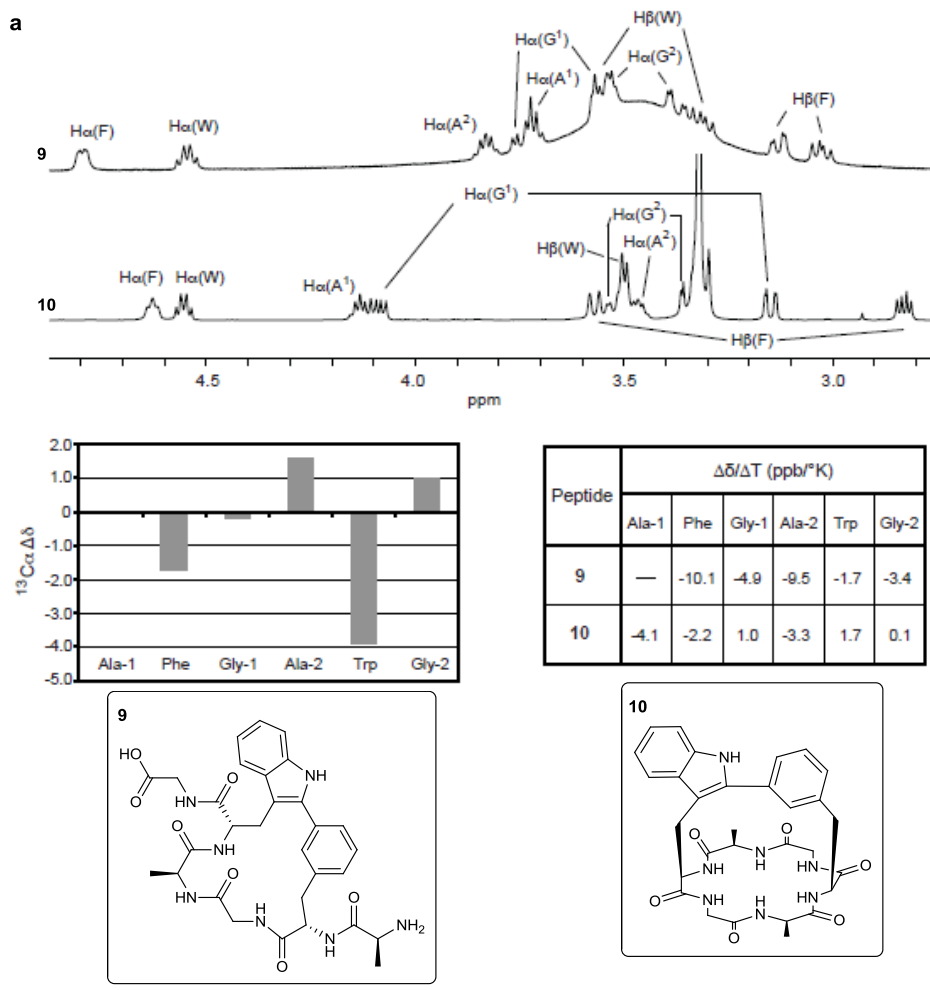 a
Hβ(W)
Hα(G¹)
Hα(G²)
Hα(A¹)
Hβ(F)
Hα(A²)
Hα(F)
Hα(W)
9
Hα(G¹)
Hα(G²)
Hβ(W)
Hα(A²)
Hα(F)
Hα(W)
Hα(A¹)
10
Hβ(F)
4.5 4.0 3.5 3.0
ppm
2.0
1.0
0
-1.0
-2.0
-3.0
-4.0
-5.0
¹³Cα Δδ
Ala-1 Phe Gly-1 Ala-2 Trp Gly-2
Peptide Δδ/ΔT (ppb/°K)
Ala-1 Phe Gly-1 Ala-2 Trp Gly-2
9 — -10.1 -4.9 -9.5 -1.7 -3.4
10 -4.1 -2.2 1.0 -3.3 1.7 0.1
9
HO
O
NH
O
NH
O
NH
O
NH
O
H
N
O
N
H
O
NH2
10
NH
O
NH
O
NH
HN
O
O
NH
H
N
HN
O
O